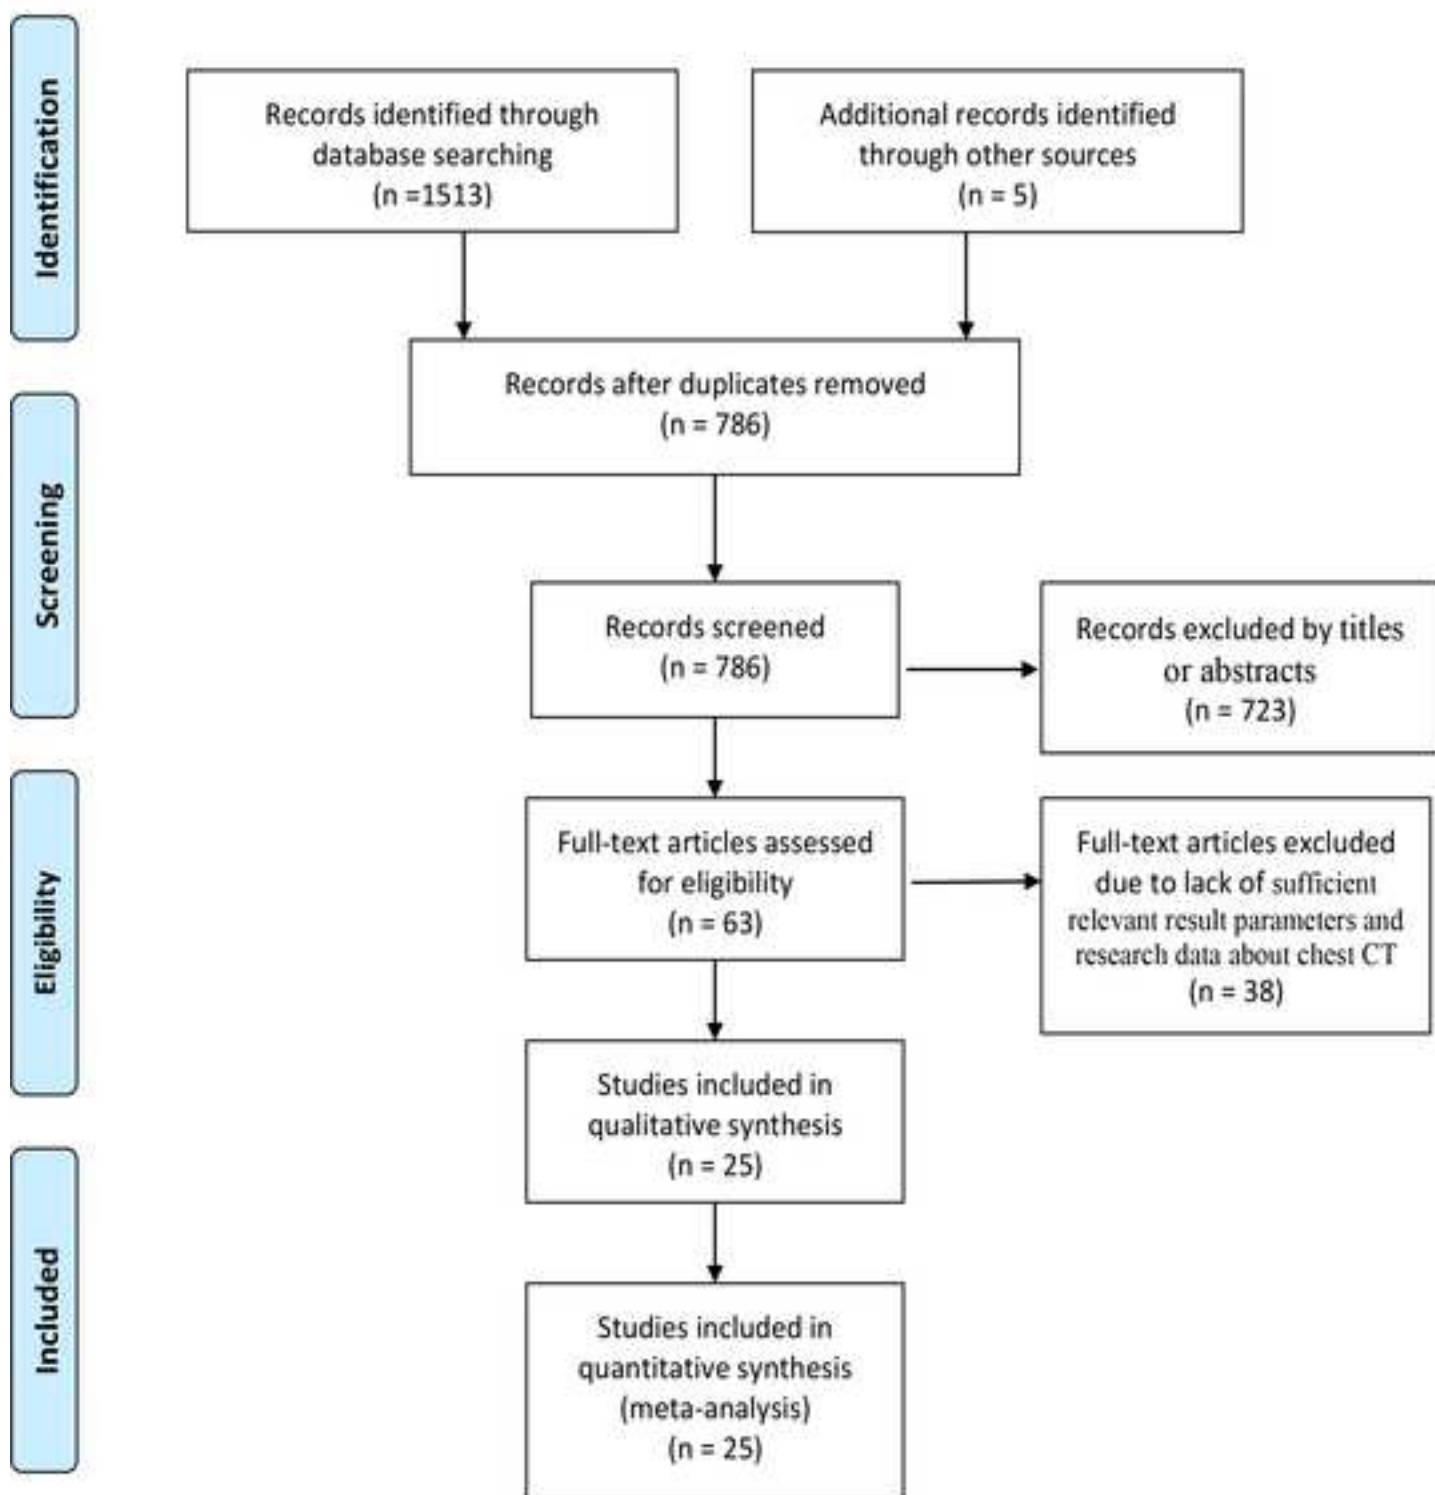 Identification
Records identified through
database searching
(n =1513)
Additional records identified
through other sources
(n = 5)
Records after duplicates removed
(n = 786)
Screening
Records screened
(n = 786)
Records excluded by titles
or abstracts
(n = 723)
Eligibility
Full-text articles assessed
for eligibility
(n = 63)
Full-text articles excluded
due to lack of sufficient
relevant result parameters and
research data about chest CT
(n = 38)
Studies included in
qualitative synthesis
(n = 25)
Included
Studies included in
quantitative synthesis
(meta-analysis)
(n = 25)